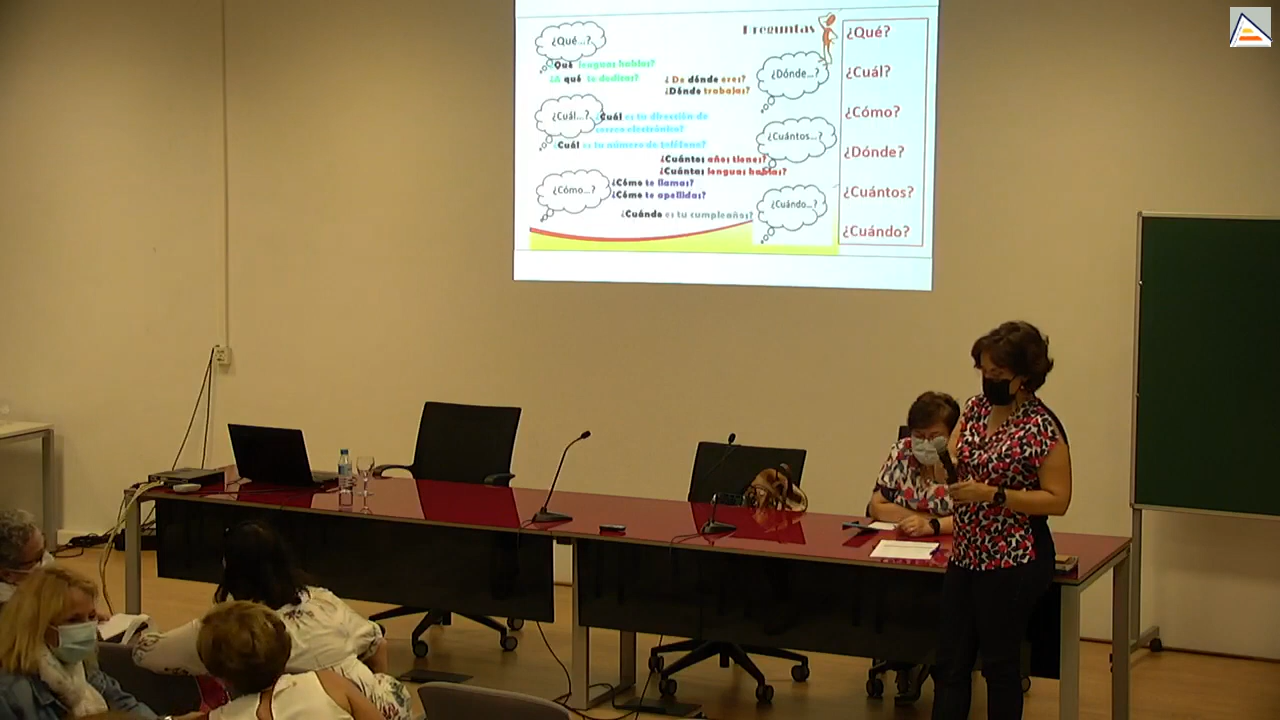 Preguntas
¿Qué...?
¿Qué lenguas hablas?
¿A qué te dedicas?
¿De dónde eres?
¿Dónde trabajas?
¿Dónde...?
¿Cuál...?
¿Cuál es tu dirección de
correo electrónico?
¿Cuál es tu número de teléfono?
¿Cuántos...?
¿Cuántos años tienes?
¿Cuántas lenguas hablas?
¿Cómo...?
¿Cómo te llamas?
¿Cómo te apellidas?
¿Cuándo...?
¿Cuándo es tu cumpleaños?
¿Qué?
¿Cuál?
¿Cómo?
¿Dónde?
¿Cuántos?
¿Cuándo?